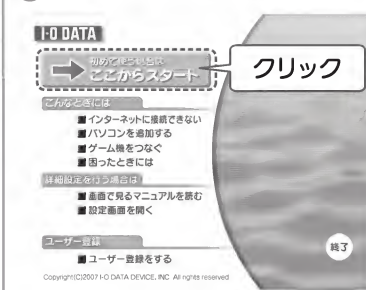 I-O DATA
初めて使う場合は
ここからスタート
クリック
こんなときには
■ インターネットに接続できない
■ パソコンを追加する
■ ゲーム機をつなぐ
■ 困ったときには
詳細設定を行う場合は
■ 画面で見るマニュアルを読む
■ 設定画面を開く
ユーザー登録
■ ユーザー登録をする
終了
Copyright(C)2007 I-O DATA DEVICE, INC. All rights reserved